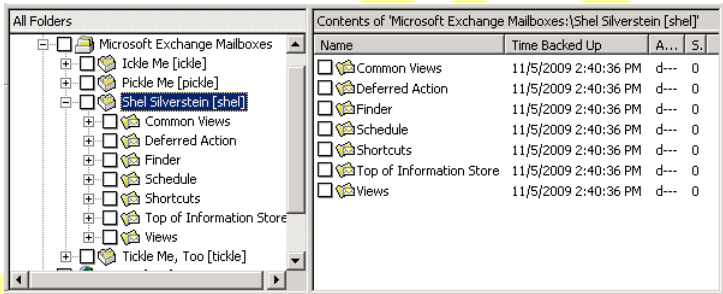 All Folders
Microsoft Exchange Mailboxes
Ickle Me [ickle]
Pickle Me [pickle]
Shel Silverstein [shel]
Common Views
Deferred Action
Finder
Schedule
Shortcuts
Top of Information Store
Views
Tickle Me, Too [tickle]
Contents of 'Microsoft Exchange Mailboxes:\Shel Silverstein [shel]'
Name Time Backed Up A... S.
Common Views 11/5/2009 2:40:36 PM d--- 0
Deferred Action 11/5/2009 2:40:36 PM d--- 0
Finder 11/5/2009 2:40:36 PM d--- 0
Schedule 11/5/2009 2:40:36 PM d--- 0
Shortcuts 11/5/2009 2:40:36 PM d--- 0
Top of Information Store 11/5/2009 2:40:36 PM d--- 0
Views 11/5/2009 2:40:36 PM d--- 0